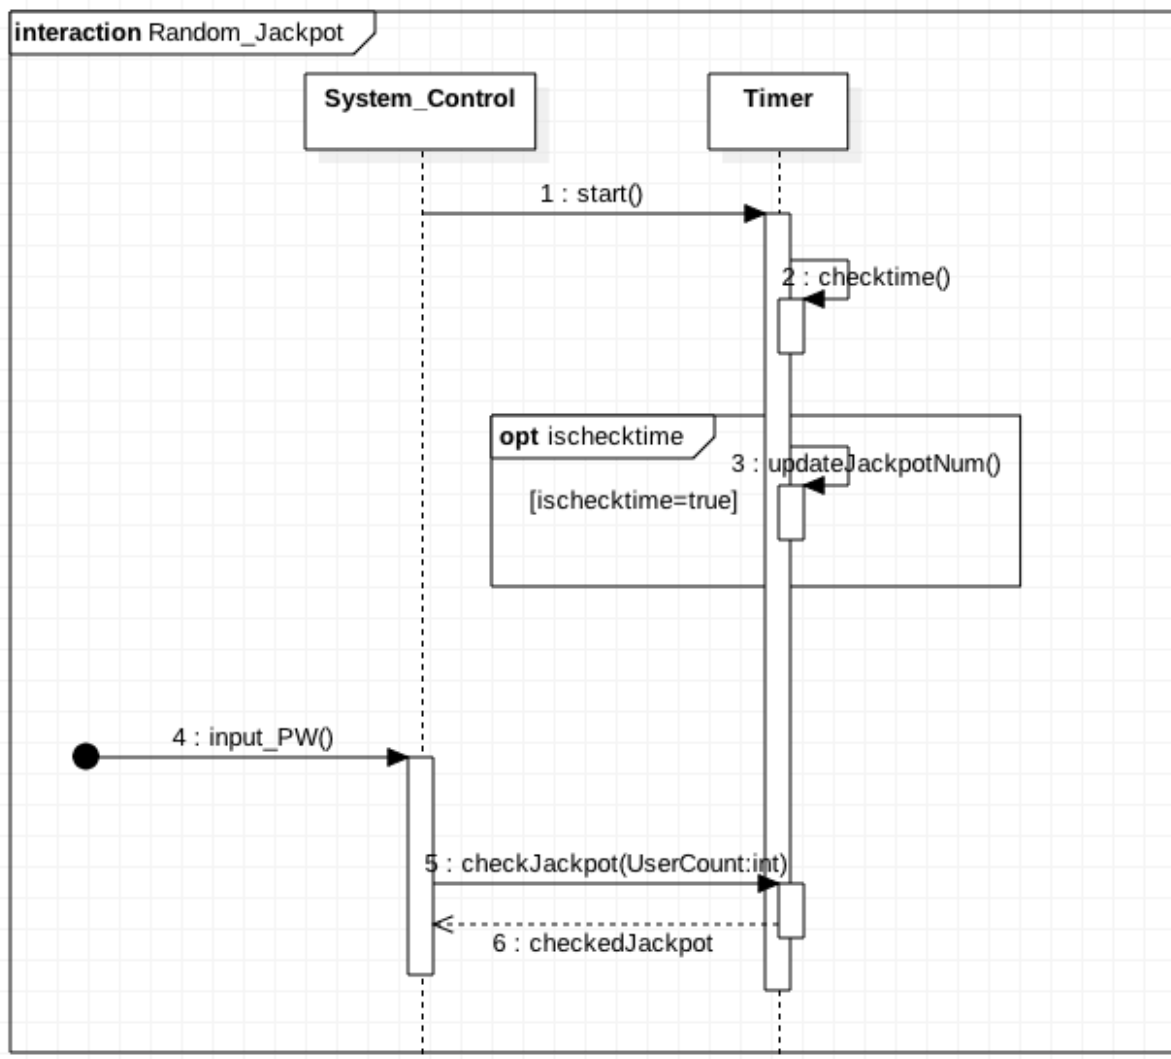 interaction Random_Jackpot
System_Control
Timer
1 : start()
2 : checktime()
opt ischecktime
3 : updateJackpotNum()
[ischecktime=true]
4 : input_PW()
5 : checkJackpot(UserCount:int)
6 : checkedJackpot